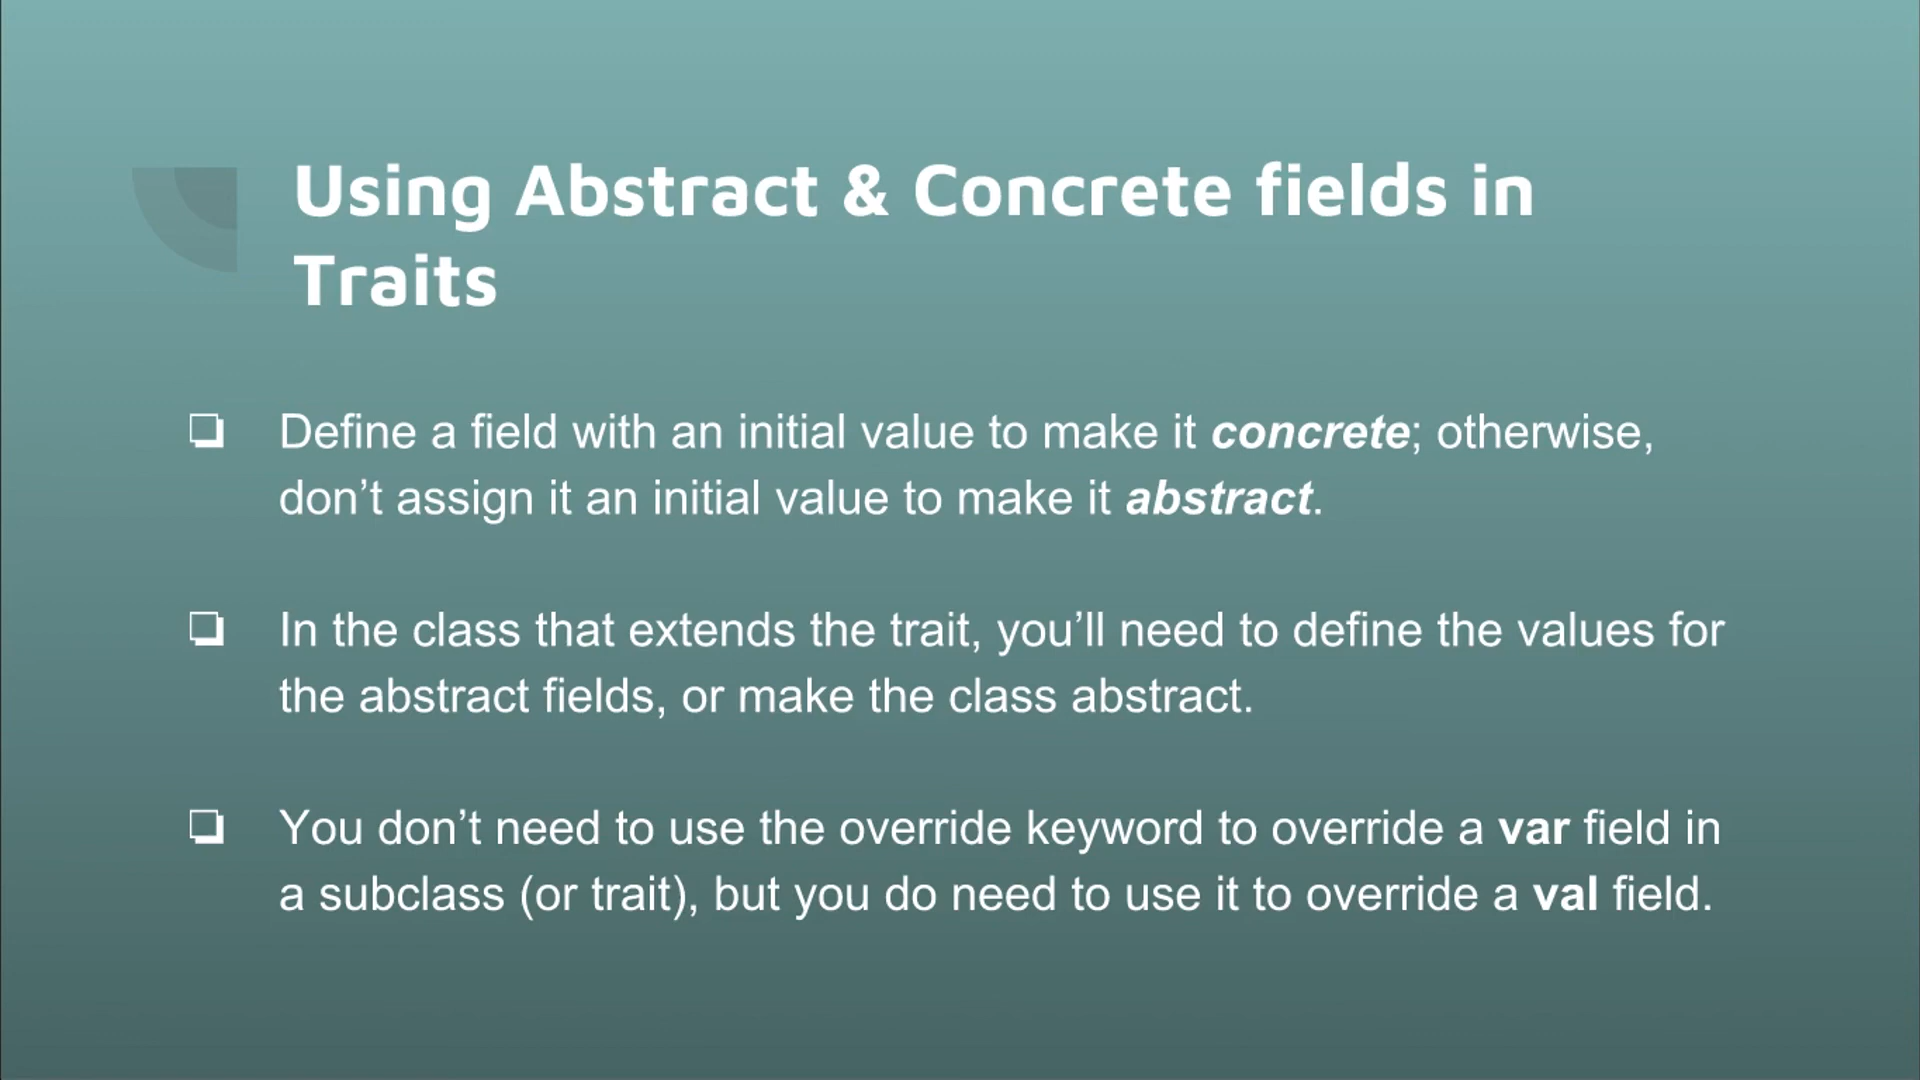 Using Abstract & Concrete fields in
Traits
❏ Define a field with an initial value to make it concrete; otherwise,
don’t assign it an initial value to make it abstract.
❏ In the class that extends the trait, you’ll need to define the values for
the abstract fields, or make the class abstract.
❏ You don’t need to use the override keyword to override a var field in
a subclass (or trait), but you do need to use it to override a val field.